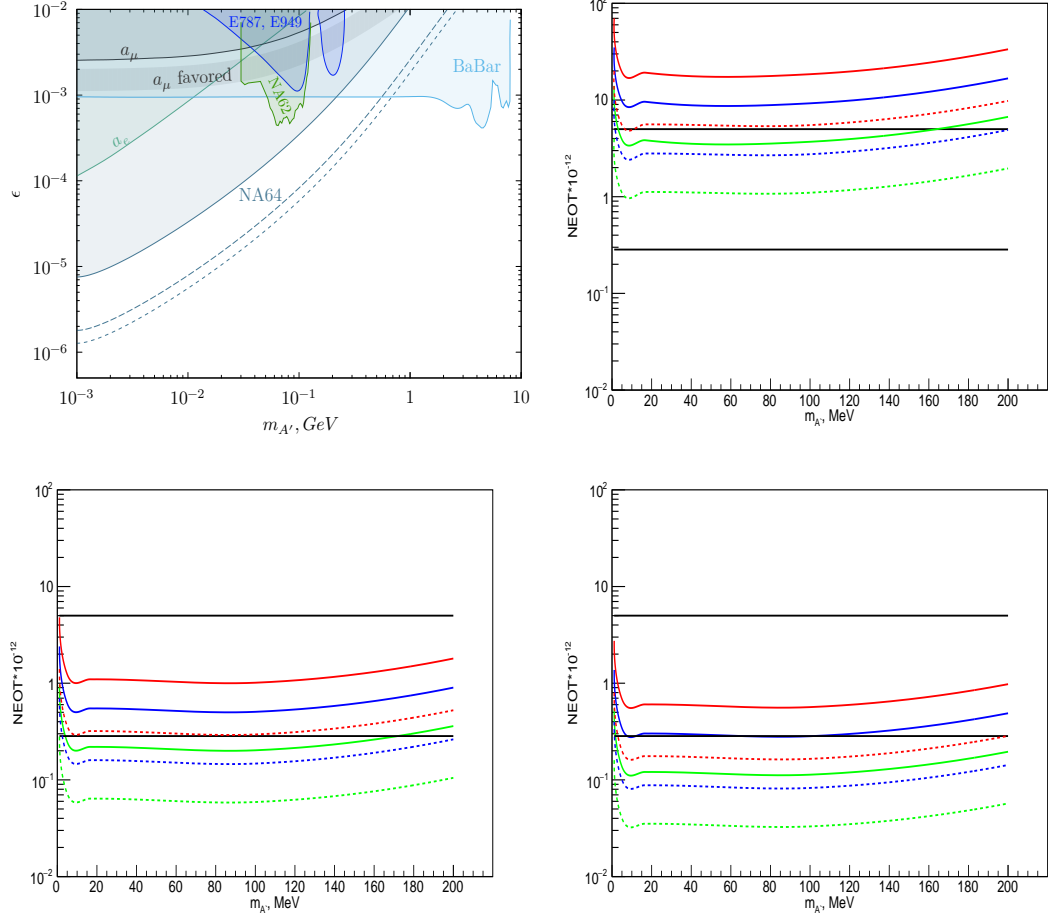 10⁻²
10⁻³
10⁻⁴
10⁻⁵
10⁻⁶
ϵ
a_μ
a_μ favored
a_e
E787, E949
NA62
NA64
BaBar
10⁻³ 10⁻² 10⁻¹ 1 10
m_A', GeV
10²
10
1
10⁻¹
10⁻²
NEOT*10⁻¹²
0 20 40 60 80 100 120 140 160 180 200
m_A', MeV
10²
10
1
10⁻¹
10⁻²
NEOT*10⁻¹²
0 20 40 60 80 100 120 140 160 180 200
m_A', MeV
10²
10
1
10⁻¹
10⁻²
NEOT*10⁻¹²
0 20 40 60 80 100 120 140 160 180 200
m_A', MeV